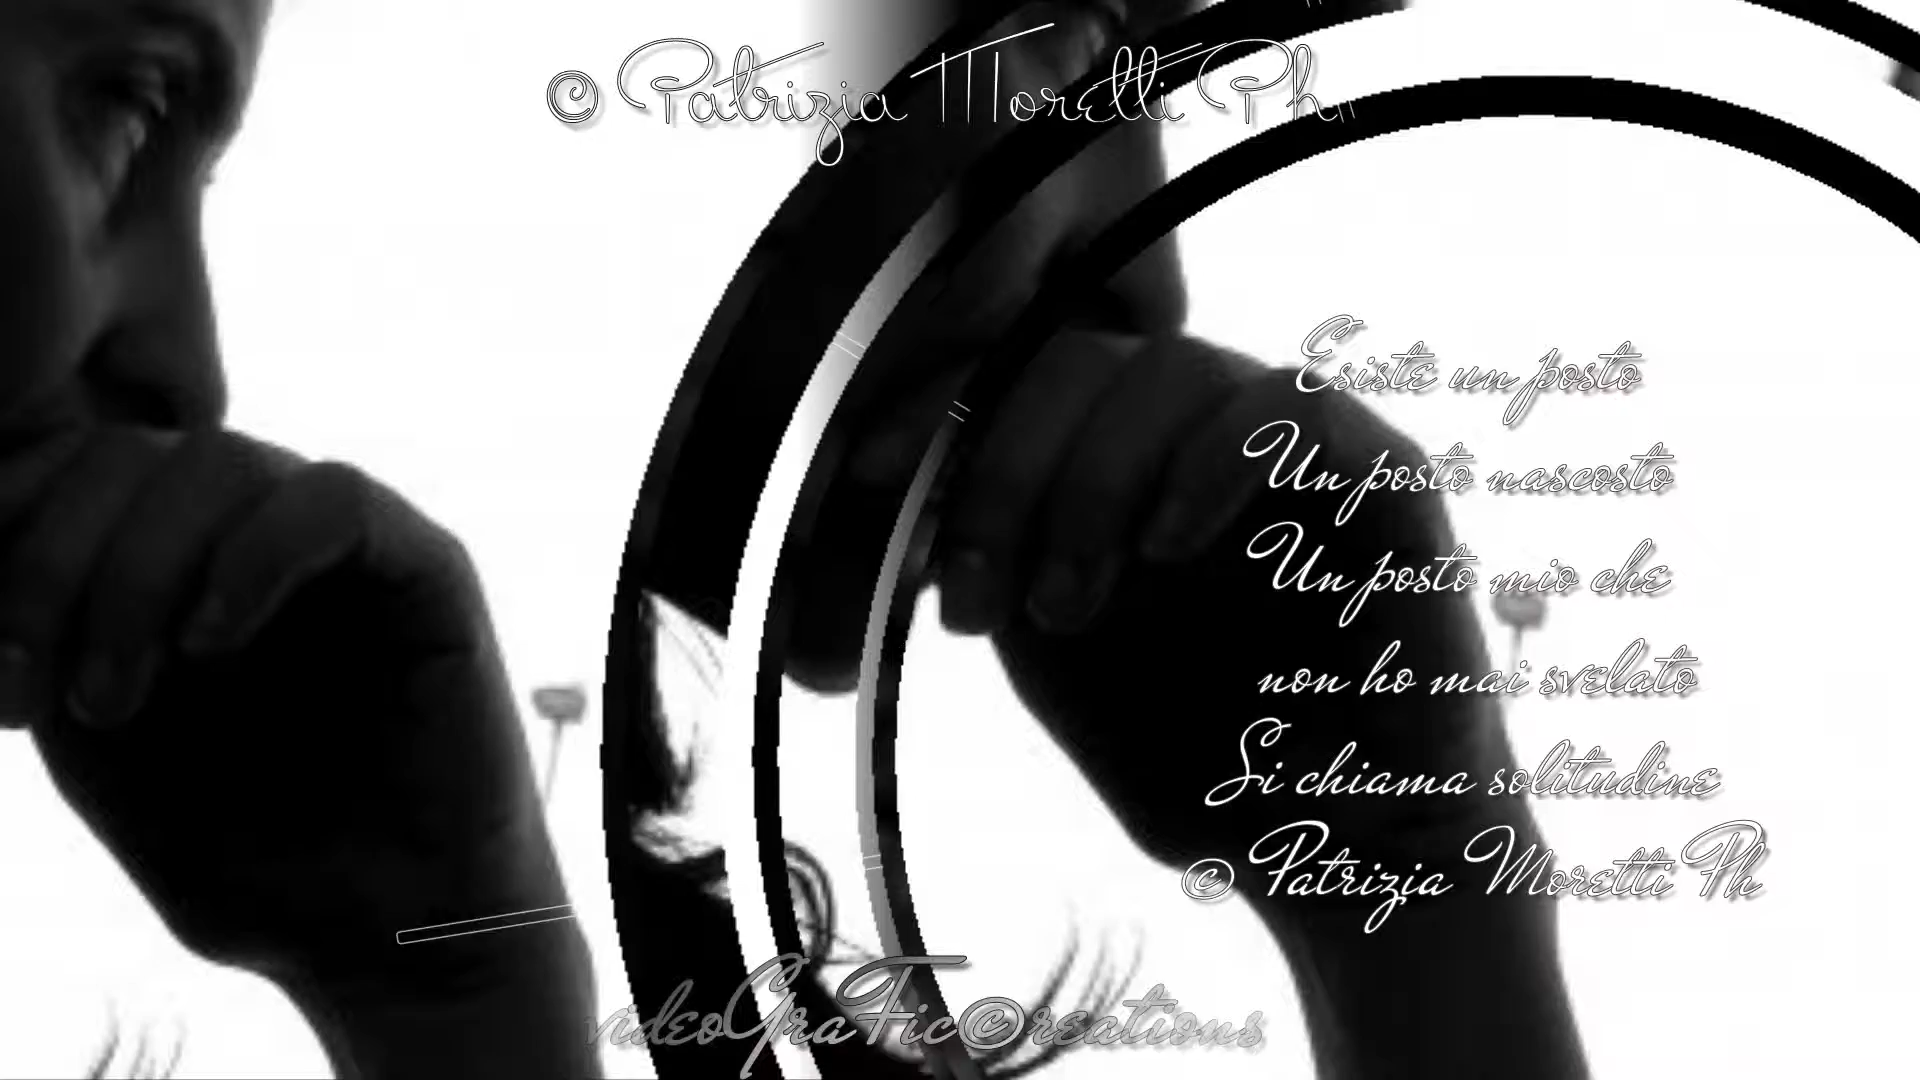 © Patrizia Moretti Ph
Esiste un posto
Un posto nascosto
Un posto mio che
non ho mai svelato
Si chiama solitudine
© Patrizia Moretti Ph
videoGraFic©reations